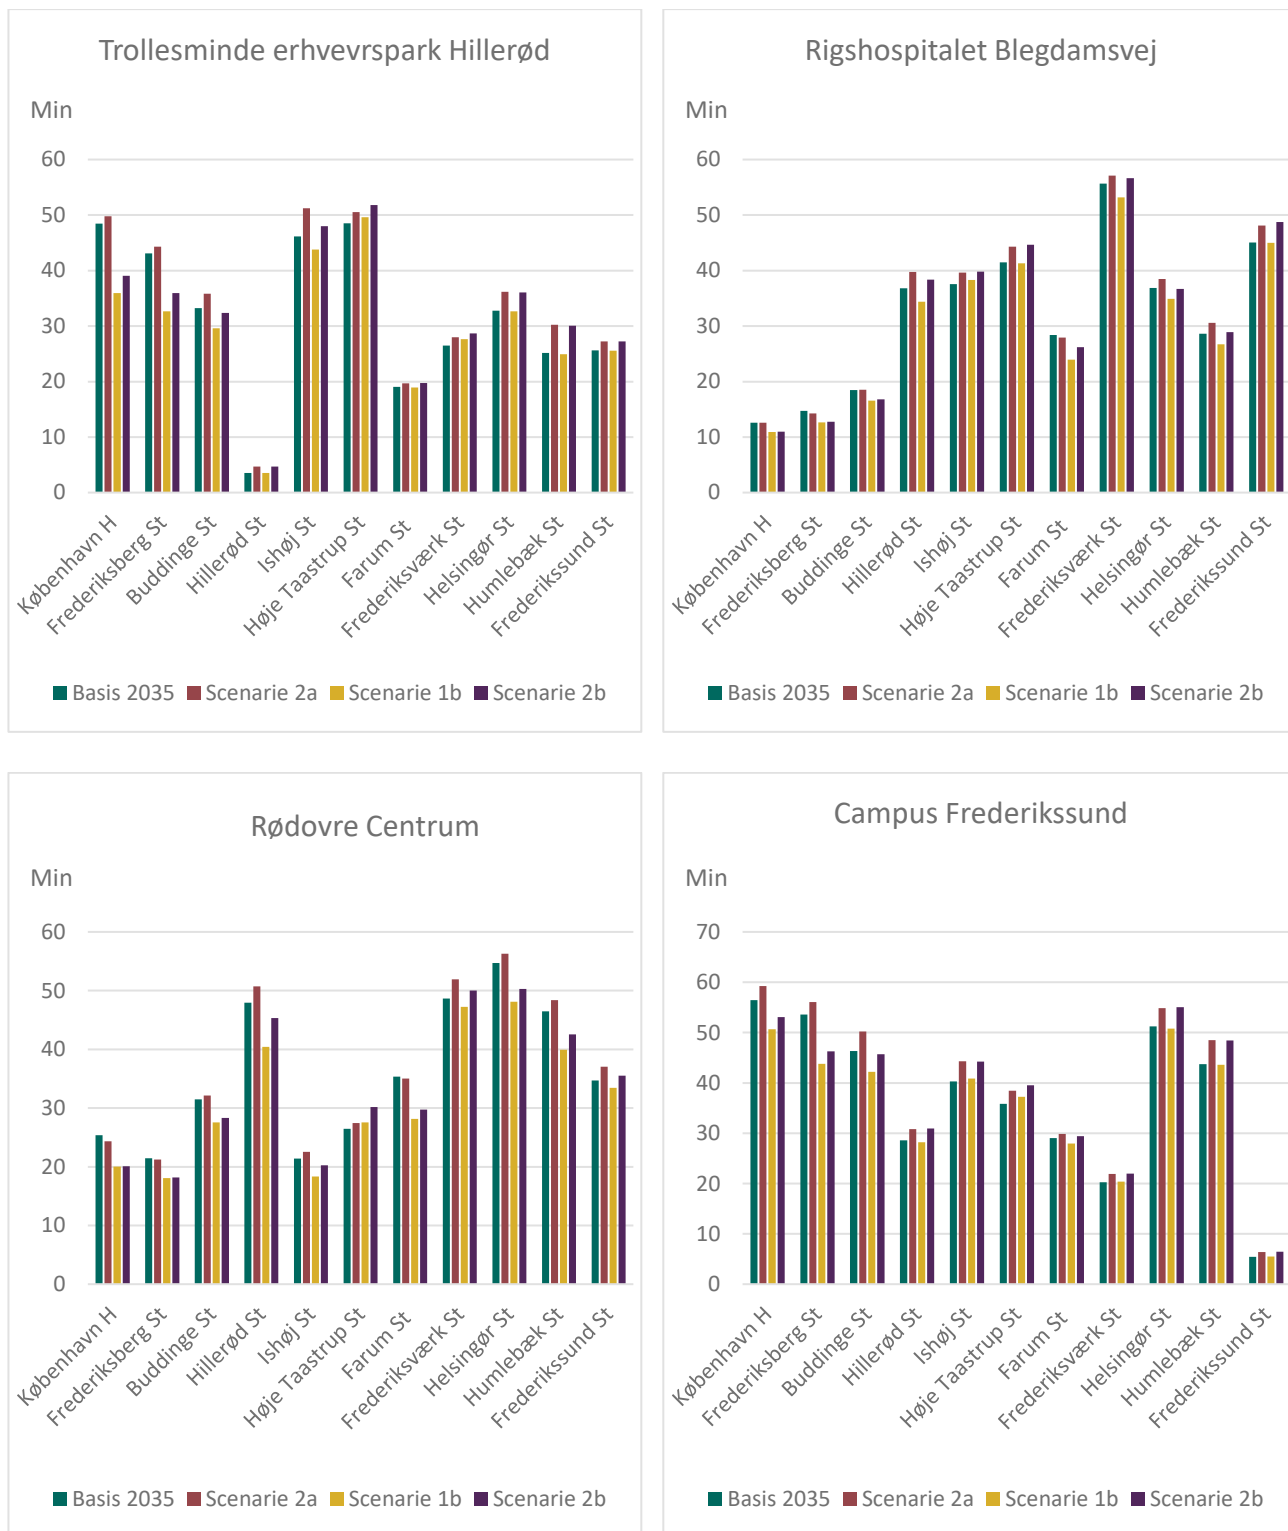 Trollesminde erhvevrspark Hillerød
Min
60
50
40
30
20
10
0
København H
Frederiksberg St
Buddinge St
Hillerød St
Ishøj St
Høje Taastrup St
Farum St
Frederiksværk St
Helsingør St
Humlebæk St
Frederikssund St
Basis 2035 Scenarie 2a Scenarie 1b Scenarie 2b
Rigshospitalet Blegdamsvej
Min
60
50
40
30
20
10
0
København H
Frederiksberg St
Buddinge St
Hillerød St
Ishøj St
Høje Taastrup St
Farum St
Frederiksværk St
Helsingør St
Humlebæk St
Frederikssund St
Basis 2035 Scenarie 2a Scenarie 1b Scenarie 2b
Rødovre Centrum
Min
60
50
40
30
20
10
0
København H
Frederiksberg St
Buddinge St
Hillerød St
Ishøj St
Høje Taastrup St
Farum St
Frederiksværk St
Helsingør St
Humlebæk St
Frederikssund St
Basis 2035 Scenarie 2a Scenarie 1b Scenarie 2b
Campus Frederikssund
Min
70
60
50
40
30
20
10
0
København H
Frederiksberg St
Buddinge St
Hillerød St
Ishøj St
Høje Taastrup St
Farum St
Frederiksværk St
Helsingør St
Humlebæk St
Frederikssund St
Basis 2035 Scenarie 2a Scenarie 1b Scenarie 2b